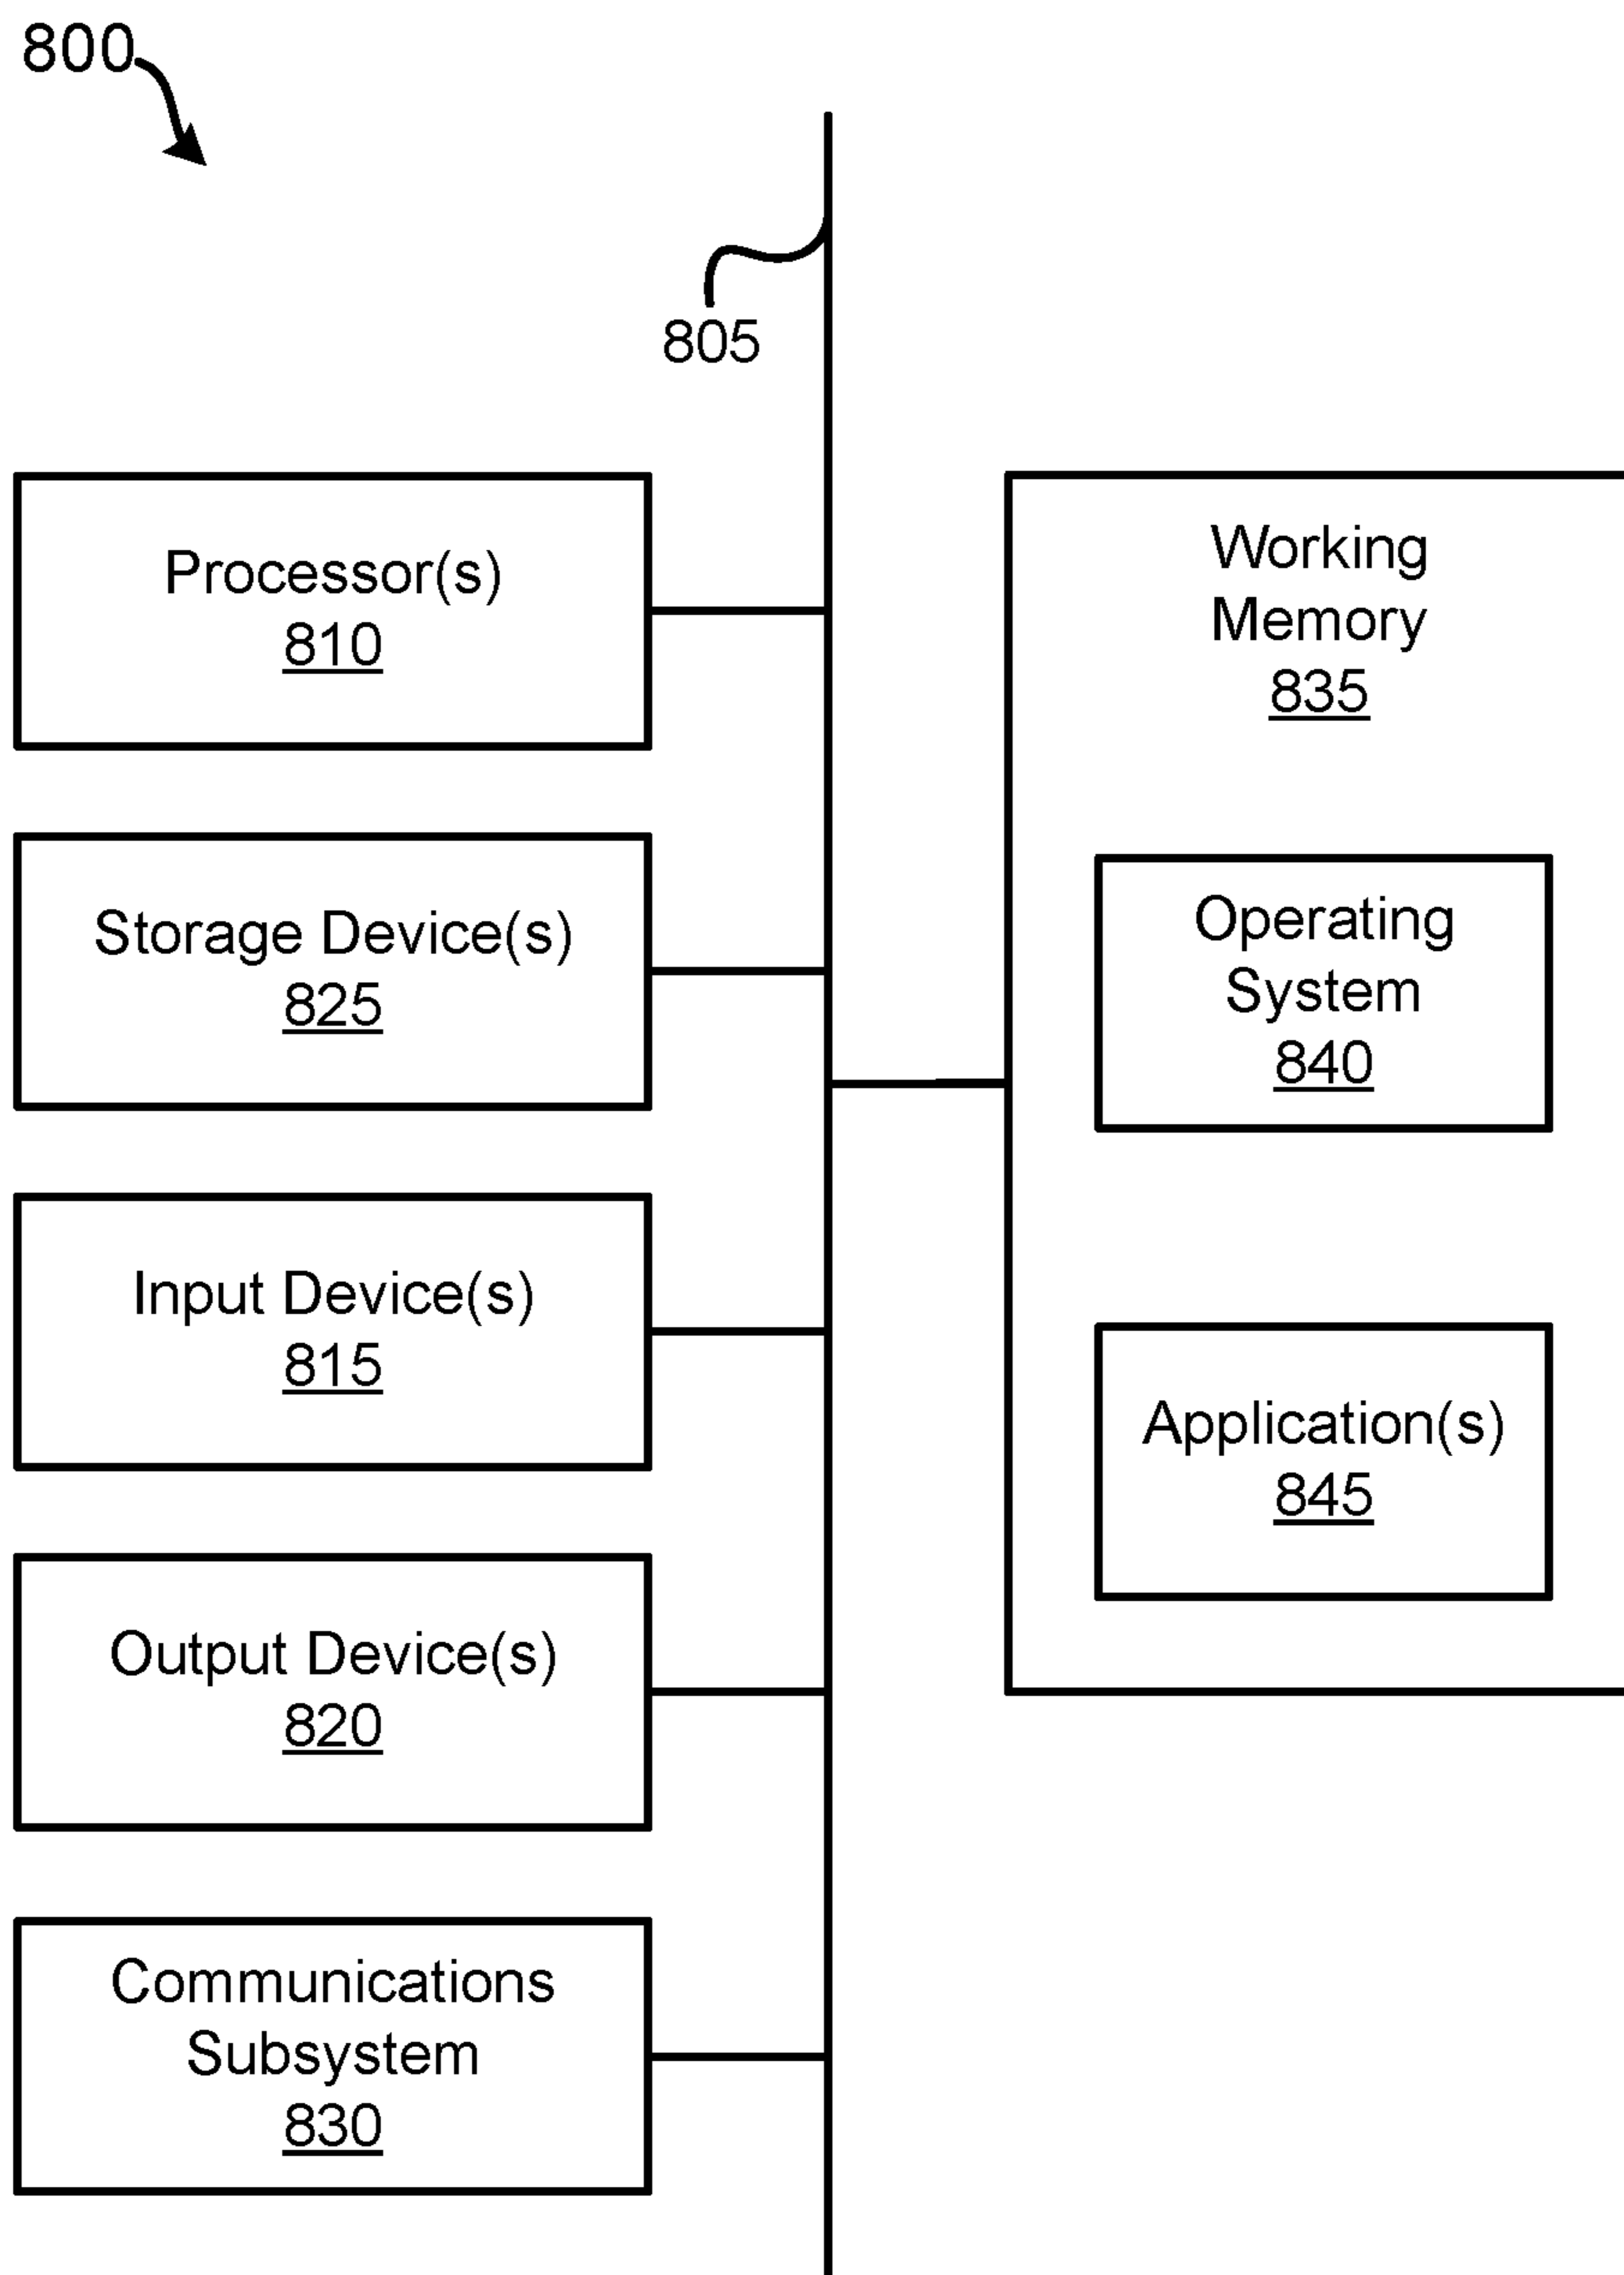 800
805
Processor(s)
810
Storage Device(s)
825
Input Device(s)
815
Output Device(s)
820
Communications
Subsystem
830
Working
Memory
835
Operating
System
840
Application(s)
845